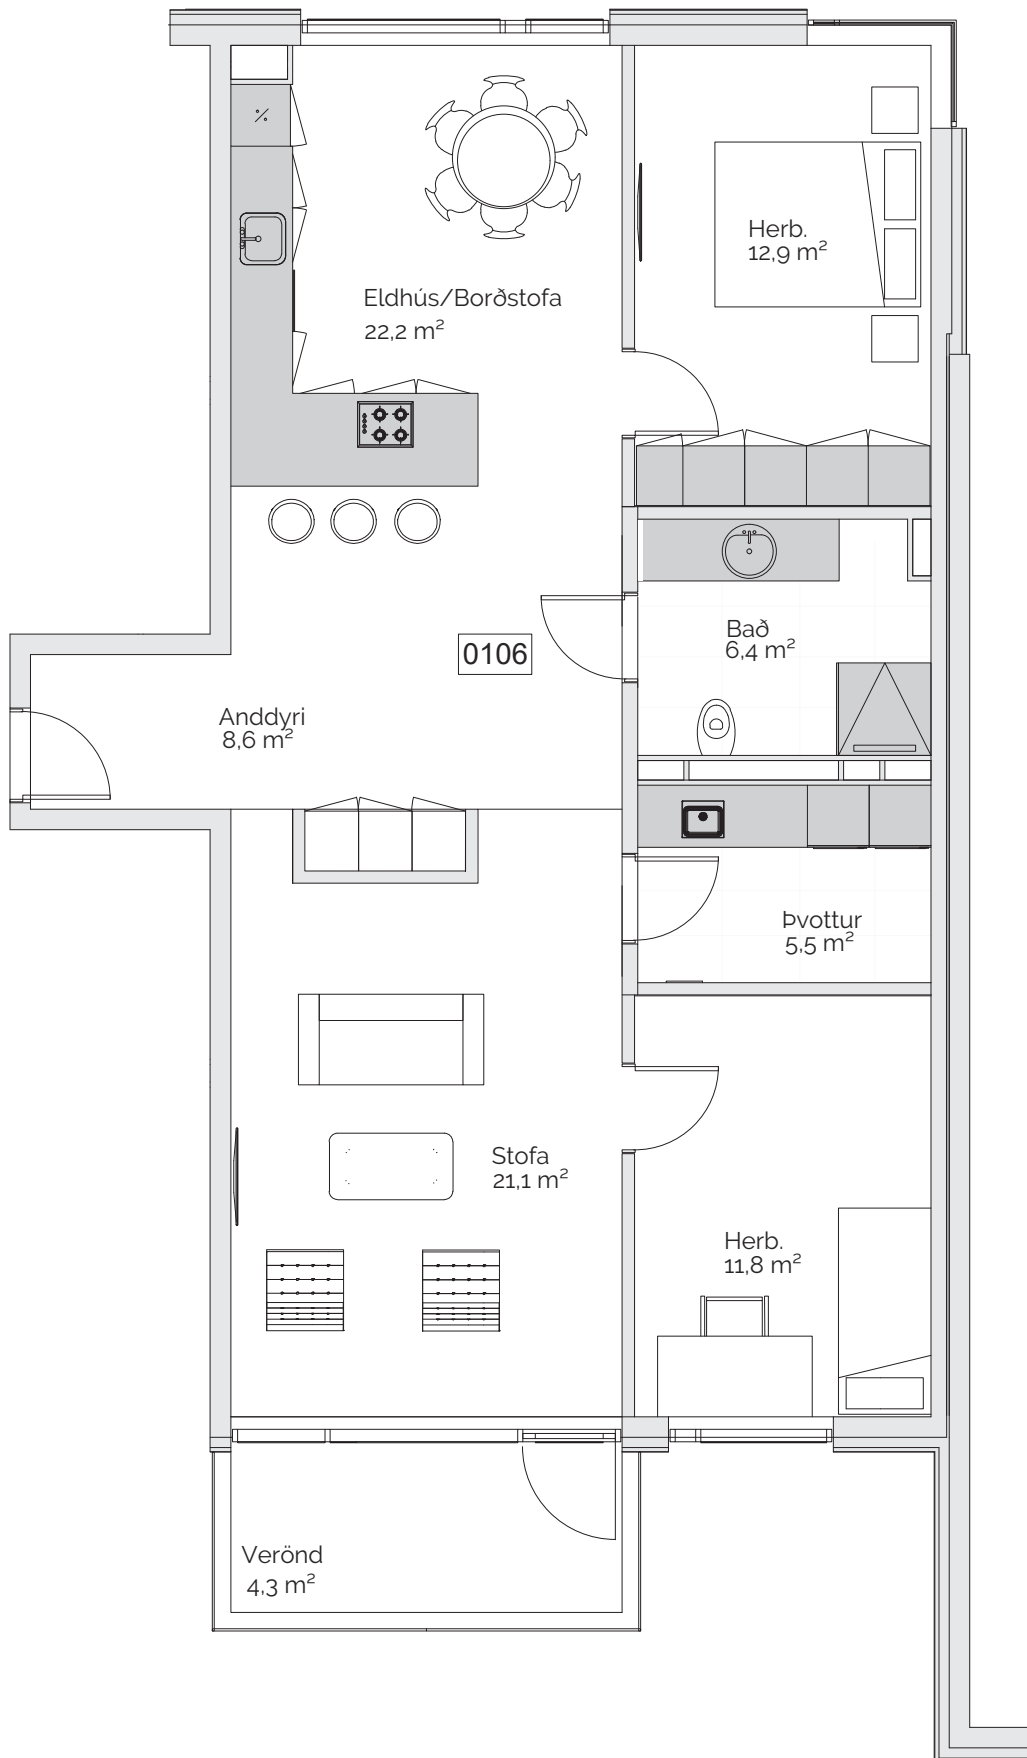 Herb.
12,9 m²
Eldhús/Borðstofa
22,2 m²
0106
Bað
6,4 m²
Anddyri
8,6 m²
Þvottur
5,5 m²
Stofa
21,1 m²
Herb.
11,8 m²
Verönd
4,3 m²